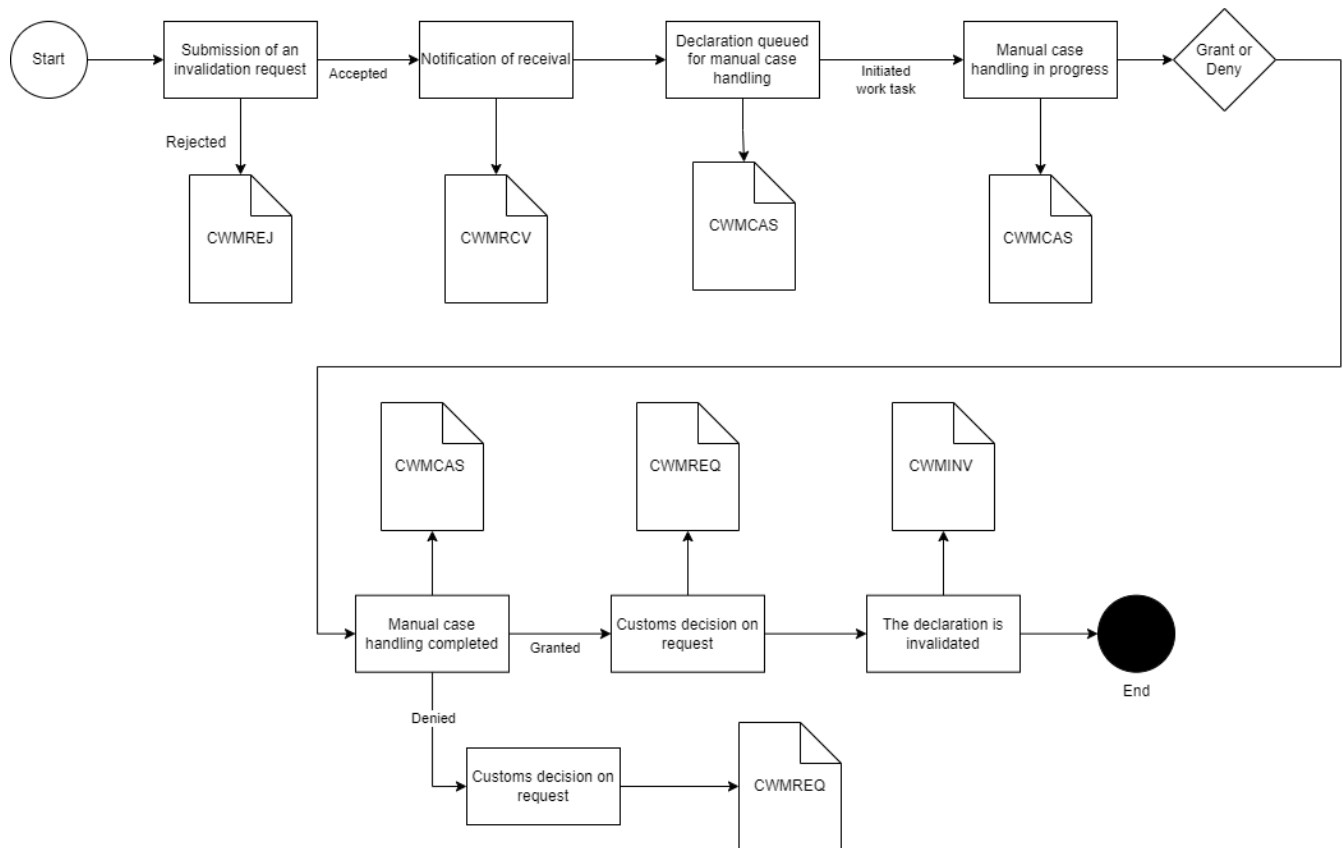 Start
Submission of an
invalidation request
Accepted
Notification of receival
Declaration queued
for manual case
handling
Initiated
work task
Manual case
handling in progress
Grant or
Deny
Rejected
CWMREJ
CWMRCV
CWMCAS
CWMCAS
CWMCAS
CWMREQ
CWMINV
Manual case
handling completed
Granted
Customs decision on
request
The declaration is
invalidated
End
Denied
Customs decision on
request
CWMREQ